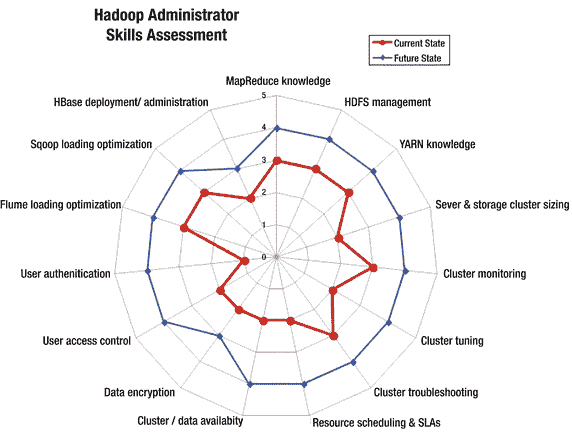 Hadoop Administrator
Skills Assessment
Current State
Future State
MapReduce knowledge
HBase deployment/ administration
HDFS management
Sqoop loading optimization
YARN knowledge
Flume loading optimization
Sever & storage cluster sizing
User authenitication
Cluster monitoring
User access control
Cluster tuning
Data encryption
Cluster troubleshooting
Cluster / data availabity
Resource scheduling & SLAs
5
4
3
2
1
0